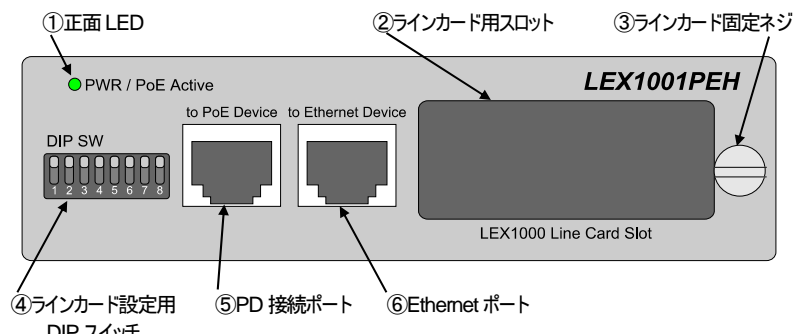 ①正面 LED
②ラインカード用スロット
③ラインカード固定ネジ
PWR / PoE Active
LEX1001PEH
to PoE Device
to Ethernet Device
DIP SW
1 2 3 4 5 6 7 8
LEX1000 Line Card Slot
④ラインカード設定用
DIP スイッチ
⑤PD 接続ポート
⑥Ethernet ポート